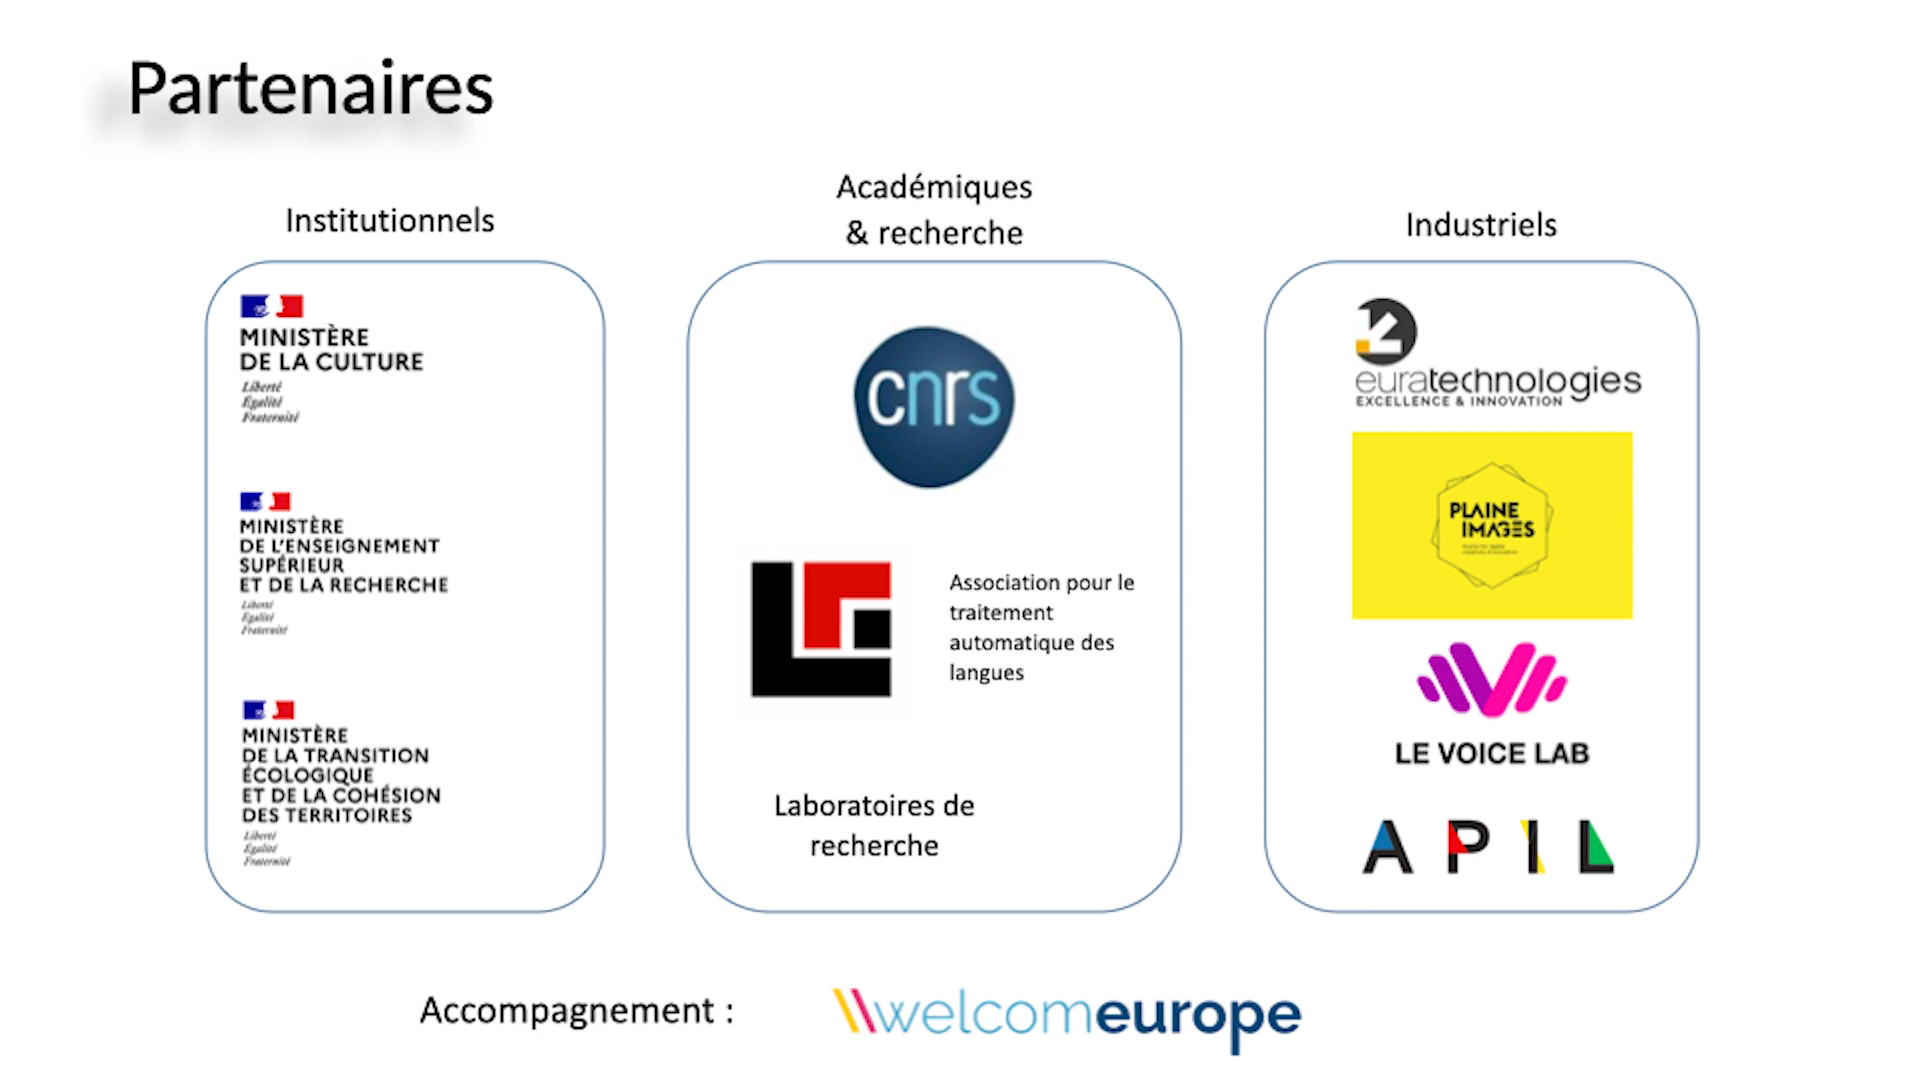 Partenaires
Institutionnels
MINISTÈRE
DE LA CULTURE
Liberté
Égalité
Fraternité
MINISTÈRE
DE L'ENSEIGNEMENT
SUPÉRIEUR
ET DE LA RECHERCHE
Liberté
Égalité
Fraternité
MINISTÈRE
DE LA TRANSITION
ÉCOLOGIQUE
ET DE LA COHÉSION
DES TERRITOIRES
Liberté
Égalité
Fraternité
Académiques
& recherche
cnrs
Association pour le
traitement
automatique des
langues
Laboratoires de
recherche
Industriels
euratechnologies
EXCELLENCE & INNOVATION
PLAINE
IMAGES
LE VOICE LAB
APIL
Accompagnement :
welcomeurope